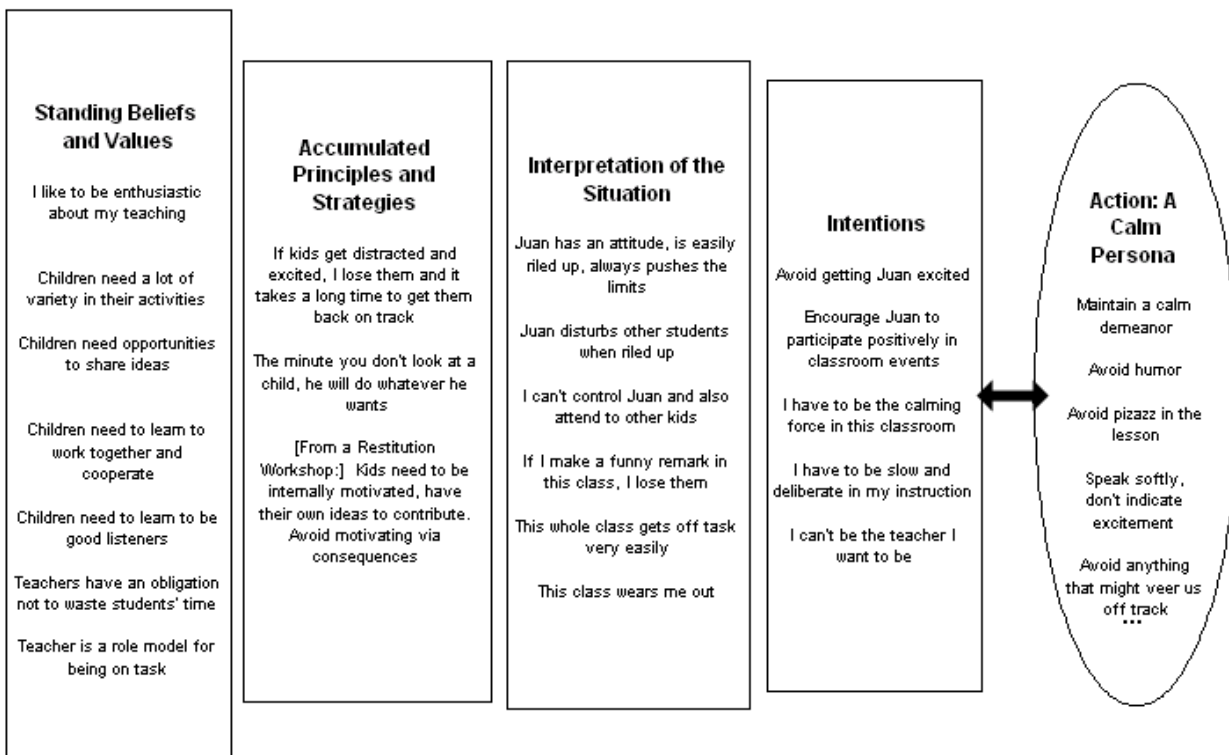 Standing Beliefs
and Values
I like to be enthusiastic
about my teaching
Children need a lot of
variety in their activities
Children need opportunities
to share ideas
Children need to learn to
work together and
cooperate
Children need to learn to be
good listeners
Teachers have an obligation
not to waste students' time
Teacher is a role model for
being on task
Accumulated
Principles and
Strategies
If kids get distracted and
excited, I lose them and it
takes a long time to get them
back on track
The minute you don't look at a
child, he will do whatever he
wants
[From a Restitution
Workshop:] Kids need to be
internally motivated, have
their own ideas to contribute.
Avoid motivating via
consequences
Interpretation of the
Situation
Juan has an attitude, is easily
riled up, always pushes the
limits
Juan disturbs other students
when riled up
I can't control Juan and also
attend to other kids
If I make a funny remark in
this class, I lose them
This whole class gets off task
very easily
This class wears me out
Intentions
Avoid getting Juan excited
Encourage Juan to
participate positively in
classroom events
I have to be the calming
force in this classroom
I have to be slow and
deliberate in my instruction
I can't be the teacher I
want to be
Action: A
Calm
Persona
Maintain a calm
demeanor
Avoid humor
Avoid pizazz in the
lesson
Speak softly,
don't indicate
excitement
Avoid anything
that might veer us
off track
...